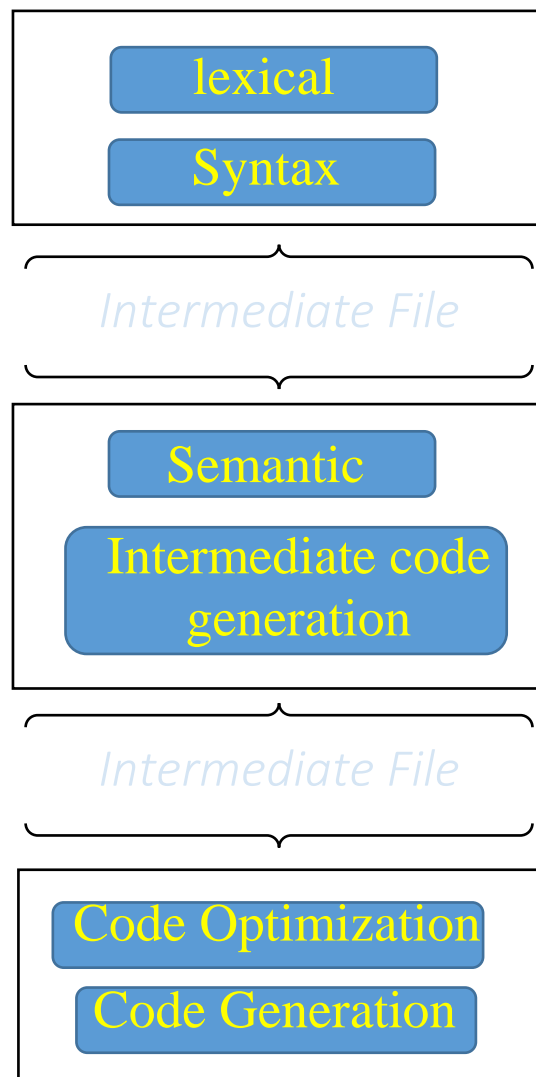 lexical
Syntax
Intermediate File
Semantic
Intermediate code
generation
Intermediate File
Code Optimization
Code Generation